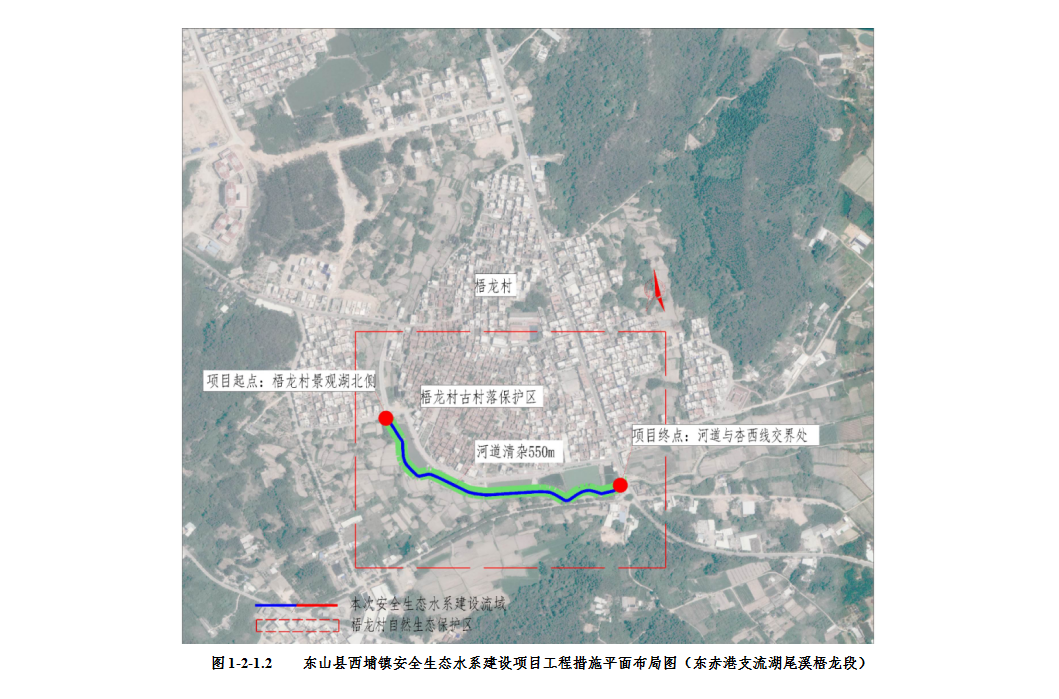 梧龙村
项目起点：梧龙村景观湖北侧
梧龙村古村落保护区
项目终点：河道与杏西线交界处
河道清杂550m
本次安全生态水系建设流域
梧龙村自然生态保护区
图1-2-1.2 东山县西埔镇安全生态水系建设项目工程措施平面布局图（东赤港支流湖尾溪梧龙段）